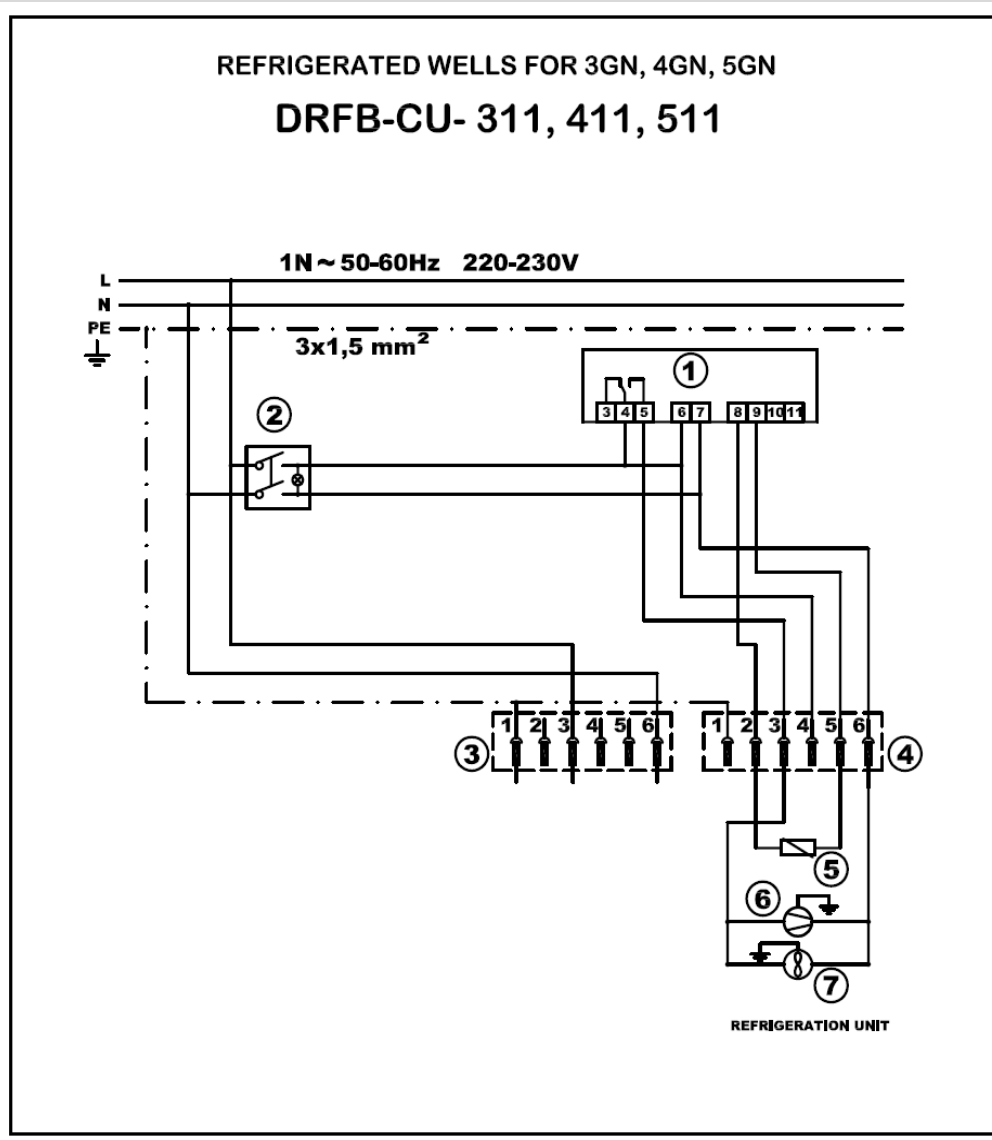 REFRIGERATED WELLS FOR 3GN, 4GN, 5GN
DRFB-CU- 311, 411, 511
1N ~ 50-60Hz 220-230V
L
N
PE
3x1,5 mm²
1
3 4 5 6 7 8 9 10 11
2
1 2 3 4 5 6
3
1 2 3 4 5 6
4
5
6
7
REFRIGERATION UNIT